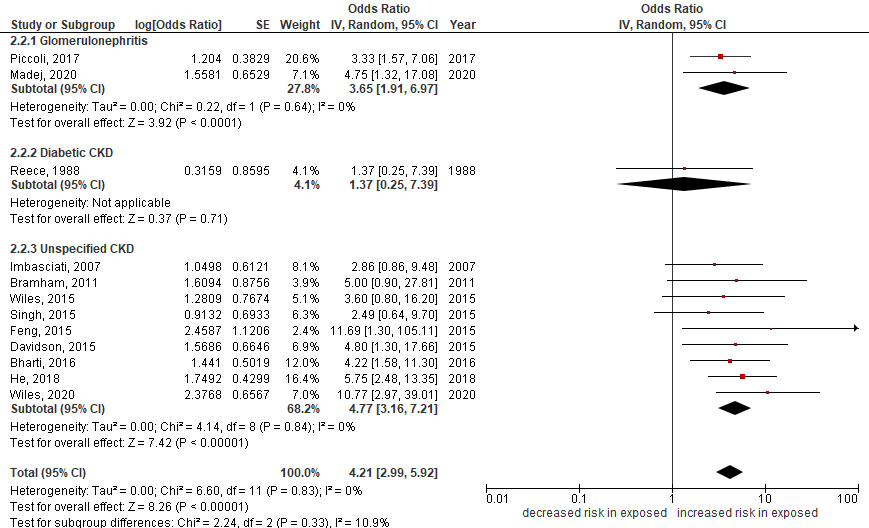 Odds Ratio Odds Ratio
Study or Subgroup log[Odds Ratio] SE Weight IV, Random, 95% CI Year IV, Random, 95% CI
2.2.1 Glomerulonephritis
Piccoli, 2017 1.204 0.3829 20.6% 3.33 [1.57, 7.06] 2017
Madej, 2020 1.5581 0.6529 7.1% 4.75 [1.32, 17.08] 2020
Subtotal (95% CI) 27.8% 3.65 [1.91, 6.97]
Heterogeneity: Tau² = 0.00; Chi² = 0.22, df = 1 (P = 0.64); I² = 0%
Test for overall effect: Z = 3.92 (P < 0.0001)
2.2.2 Diabetic CKD
Reece, 1988 0.3159 0.8595 4.1% 1.37 [0.25, 7.39] 1988
Subtotal (95% CI) 4.1% 1.37 [0.25, 7.39]
Heterogeneity: Not applicable
Test for overall effect: Z = 0.37 (P = 0.71)
2.2.3 Unspecified CKD
Imbasciati, 2007 1.0498 0.6121 8.1% 2.86 [0.86, 9.48] 2007
Bramham, 2011 1.6094 0.8756 3.9% 5.00 [0.90, 27.81] 2011
Wiles, 2015 1.2809 0.7674 5.1% 3.60 [0.80, 16.20] 2015
Singh, 2015 0.9132 0.6933 6.3% 2.49 [0.64, 9.70] 2015
Feng, 2015 2.4587 1.1206 2.4% 11.69 [1.30, 105.11] 2015
Davidson, 2015 1.5686 0.6646 6.9% 4.80 [1.30, 17.66] 2015
Bharti, 2016 1.441 0.5019 12.0% 4.22 [1.58, 11.30] 2016
He, 2018 1.7492 0.4299 16.4% 5.75 [2.48, 13.35] 2018
Wiles, 2020 2.3768 0.6567 7.0% 10.77 [2.97, 39.01] 2020
Subtotal (95% CI) 68.2% 4.77 [3.16, 7.21]
Heterogeneity: Tau² = 0.00; Chi² = 4.14, df = 8 (P = 0.84); I² = 0%
Test for overall effect: Z = 7.42 (P < 0.00001)
Total (95% CI) 100.0% 4.21 [2.99, 5.92]
Heterogeneity: Tau² = 0.00; Chi² = 6.60, df = 11 (P = 0.83); I² = 0%
Test for overall effect: Z = 8.26 (P < 0.00001)
Test for subgroup differences: Chi² = 2.24, df = 2 (P = 0.33), I² = 10.9%
0.01 0.1 1 10 100
decreased risk in exposed increased risk in exposed